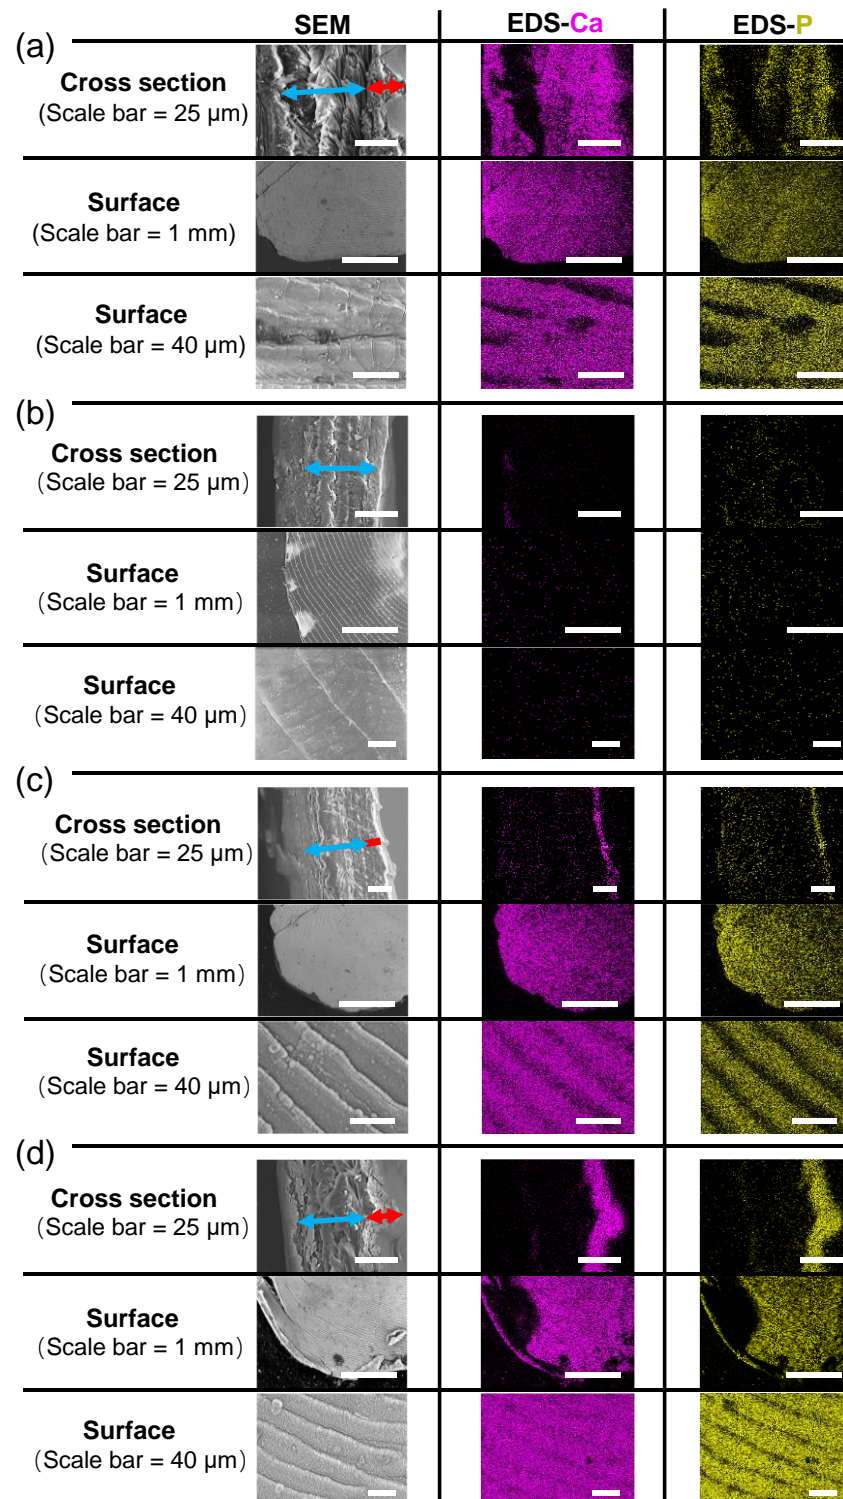 SEM EDS-Ca EDS-P
(a)
Cross section
(Scale bar = 25 µm)
Surface
(Scale bar = 1 mm)
Surface
(Scale bar = 40 µm)
(b)
Cross section
（Scale bar = 25 µm）
Surface
（Scale bar = 1 mm）
Surface
（Scale bar = 40 µm）
(c)
Cross section
（Scale bar = 25 µm）
Surface
（Scale bar = 1 mm）
Surface
（Scale bar = 40 µm）
(d)
Cross section
（Scale bar = 25 µm）
Surface
（Scale bar = 1 mm）
Surface
（Scale bar = 40 µm）